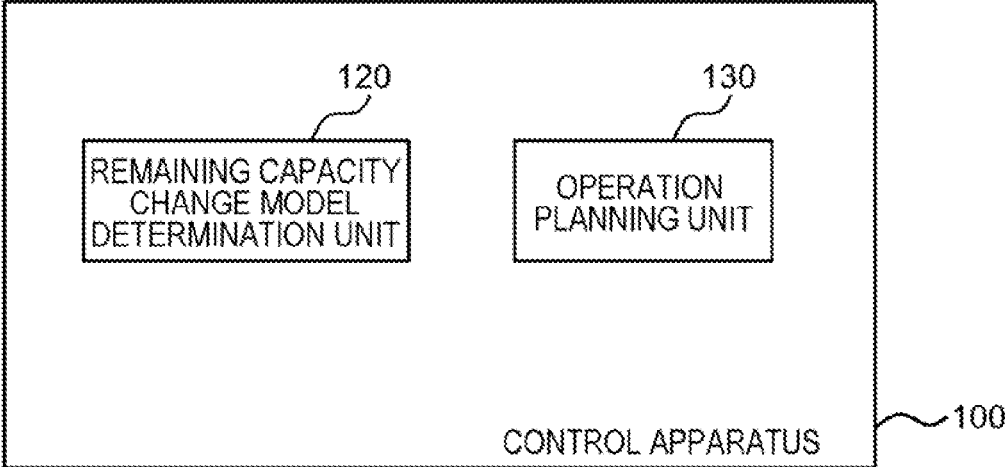 120
130
REMAINING CAPACITY
CHANGE MODEL
DETERMINATION UNIT
OPERATION
PLANNING UNIT
100
CONTROL APPARATUS